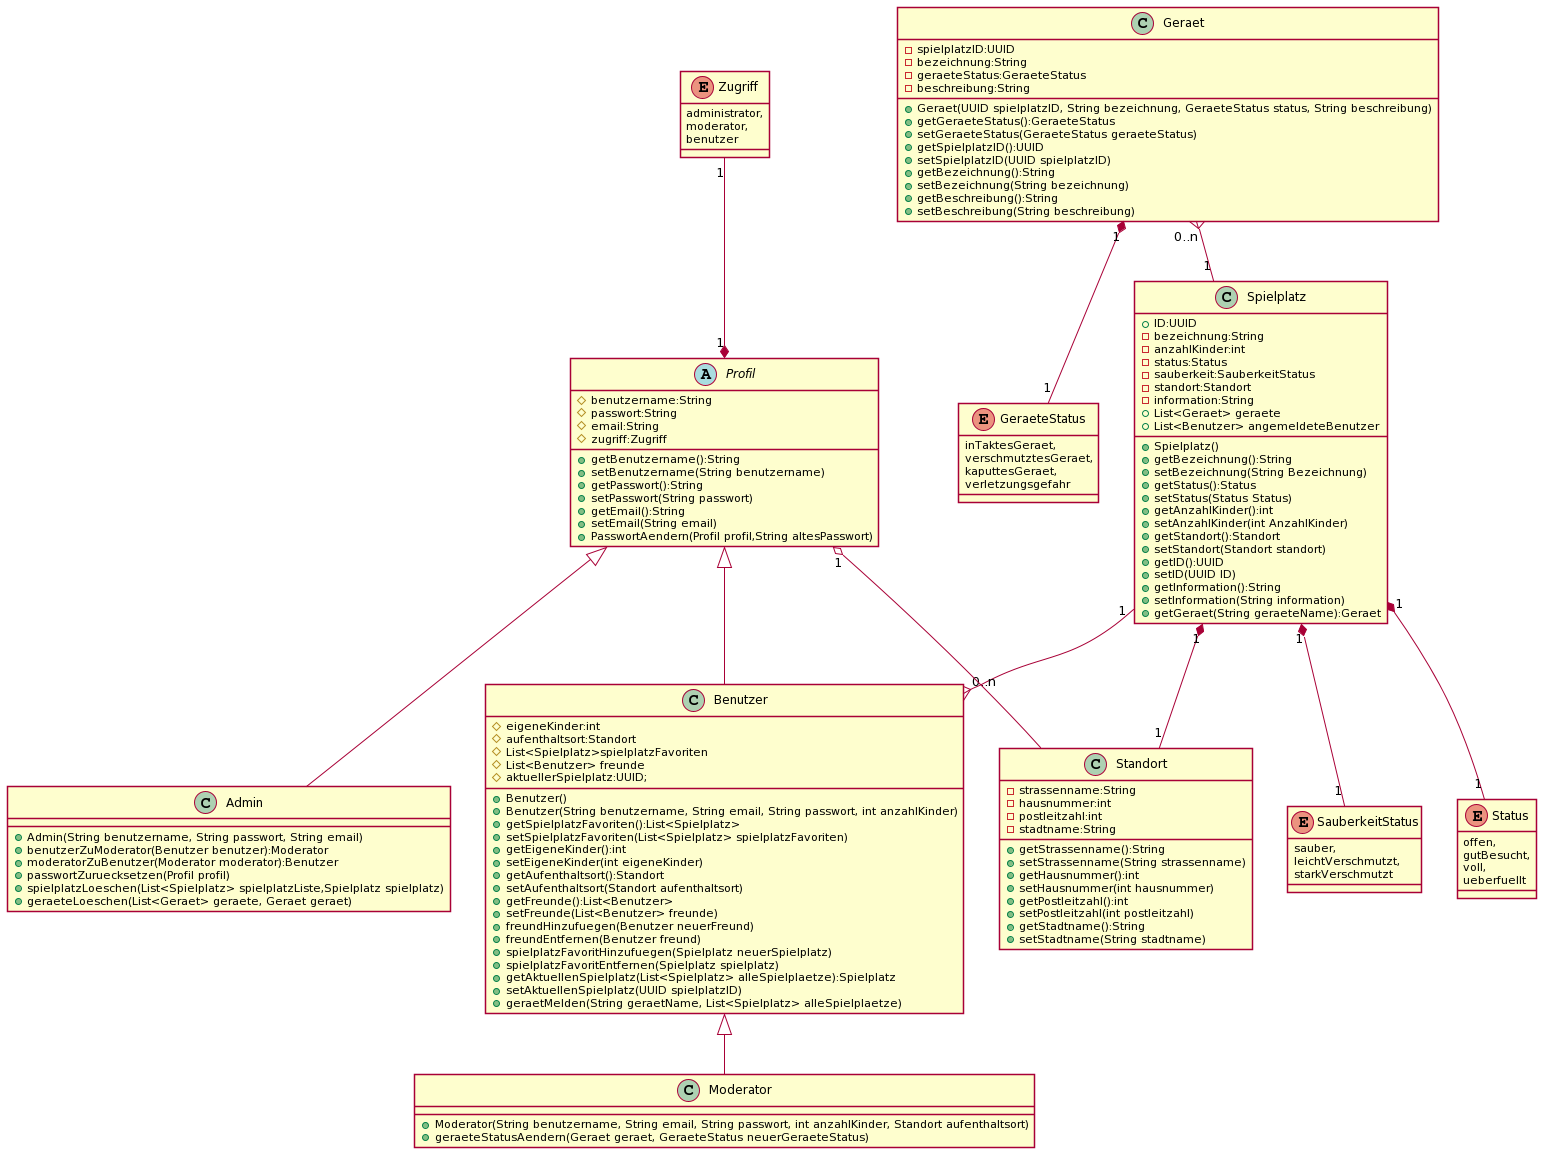 C Geraet
spielplatzID:UUID
bezeichnung:String
geraeteStatus:GeraeteStatus
beschreibung:String
Geraet(UUID spielplatzID, String bezeichnung, GeraeteStatus status, String beschreibung)
getGeraeteStatus():GeraeteStatus
setGeraeteStatus(GeraeteStatus geraeteStatus)
getSpielplatzID():UUID
setSpielplatzID(UUID spielplatzID)
getBezeichnung():String
setBezeichnung(String bezeichnung)
getBeschreibung():String
setBeschreibung(String beschreibung)
E Zugriff
administrator,
moderator,
benutzer
1
1
1
0..n
1
1
C Spielplatz
ID:UUID
bezeichnung:String
anzahlKinder:int
status:Status
sauberkeit:SauberkeitStatus
standort:Standort
information:String
List<Geraet> geraete
List<Benutzer> angemeldeteBenutzer
Spielplatz()
getBezeichnung():String
setBezeichnung(String Bezeichnung)
getStatus():Status
setStatus(Status Status)
getAnzahlKinder():int
setAnzahlKinder(int AnzahlKinder)
getStandort():Standort
setStandort(Standort standort)
getID():UUID
setID(UUID ID)
getInformation():String
setInformation(String information)
getGeraet(String geraeteName):Geraet
A Profil
benutzername:String
passwort:String
email:String
zugriff:Zugriff
getBenutzername():String
setBenutzername(String benutzername)
getPasswort():String
setPasswort(String passwort)
getEmail():String
setEmail(String email)
PasswortAendern(Profil profil,String altesPasswort)
E GeraeteStatus
inTaktesGeraet,
verschmutztesGeraet,
kaputtesGeraet,
verletzungsgefahr
1
1
1
1
1
0..n
1
1
1
C Benutzer
eigeneKinder:int
aufenthaltsort:Standort
List<Spielplatz>spielplatzFavoriten
List<Benutzer> freunde
aktuellerSpielplatz:UUID;
Benutzer()
Benutzer(String benutzername, String email, String passwort, int anzahlKinder)
getSpielplatzFavoriten():List<Spielplatz>
setSpielplatzFavoriten(List<Spielplatz> spielplatzFavoriten)
getEigeneKinder():int
setEigeneKinder(int eigeneKinder)
getAufenthaltsort():Standort
setAufenthaltsort(Standort aufenthaltsort)
getFreunde():List<Benutzer>
setFreunde(List<Benutzer> freunde)
freundHinzufuegen(Benutzer neuerFreund)
freundEntfernen(Benutzer freund)
spielplatzFavoritHinzufuegen(Spielplatz neuerSpielplatz)
spielplatzFavoritEntfernen(Spielplatz spielplatz)
getAktuellenSpielplatz(List<Spielplatz> alleSpielplaetze):Spielplatz
setAktuellenSpielplatz(UUID spielplatzID)
geraetMelden(String geraetName, List<Spielplatz> alleSpielplaetze)
C Standort
strassenname:String
hausnummer:int
postleitzahl:int
stadtname:String
getStrassenname():String
setStrassenname(String strassenname)
getHausnummer():int
setHausnummer(int hausnummer)
getPostleitzahl():int
setPostleitzahl(int postleitzahl)
getStadtname():String
setStadtname(String stadtname)
C Admin
Admin(String benutzername, String passwort, String email)
benutzerZuModerator(Benutzer benutzer):Moderator
moderatorZuBenutzer(Moderator moderator):Benutzer
passwortZuruecksetzen(Profil profil)
spielplatzLoeschen(List<Spielplatz> spielplatzListe,Spielplatz spielplatz)
geraeteLoeschen(List<Geraet> geraete, Geraet geraet)
E SauberkeitStatus
sauber,
leichtVerschmutzt,
starkVerschmutzt
E Status
offen,
gutBesucht,
voll,
ueberfuellt
C Moderator
Moderator(String benutzername, String email, String passwort, int anzahlKinder, Standort aufenthaltsort)
geraeteStatusAendern(Geraet geraet, GeraeteStatus neuerGeraeteStatus)